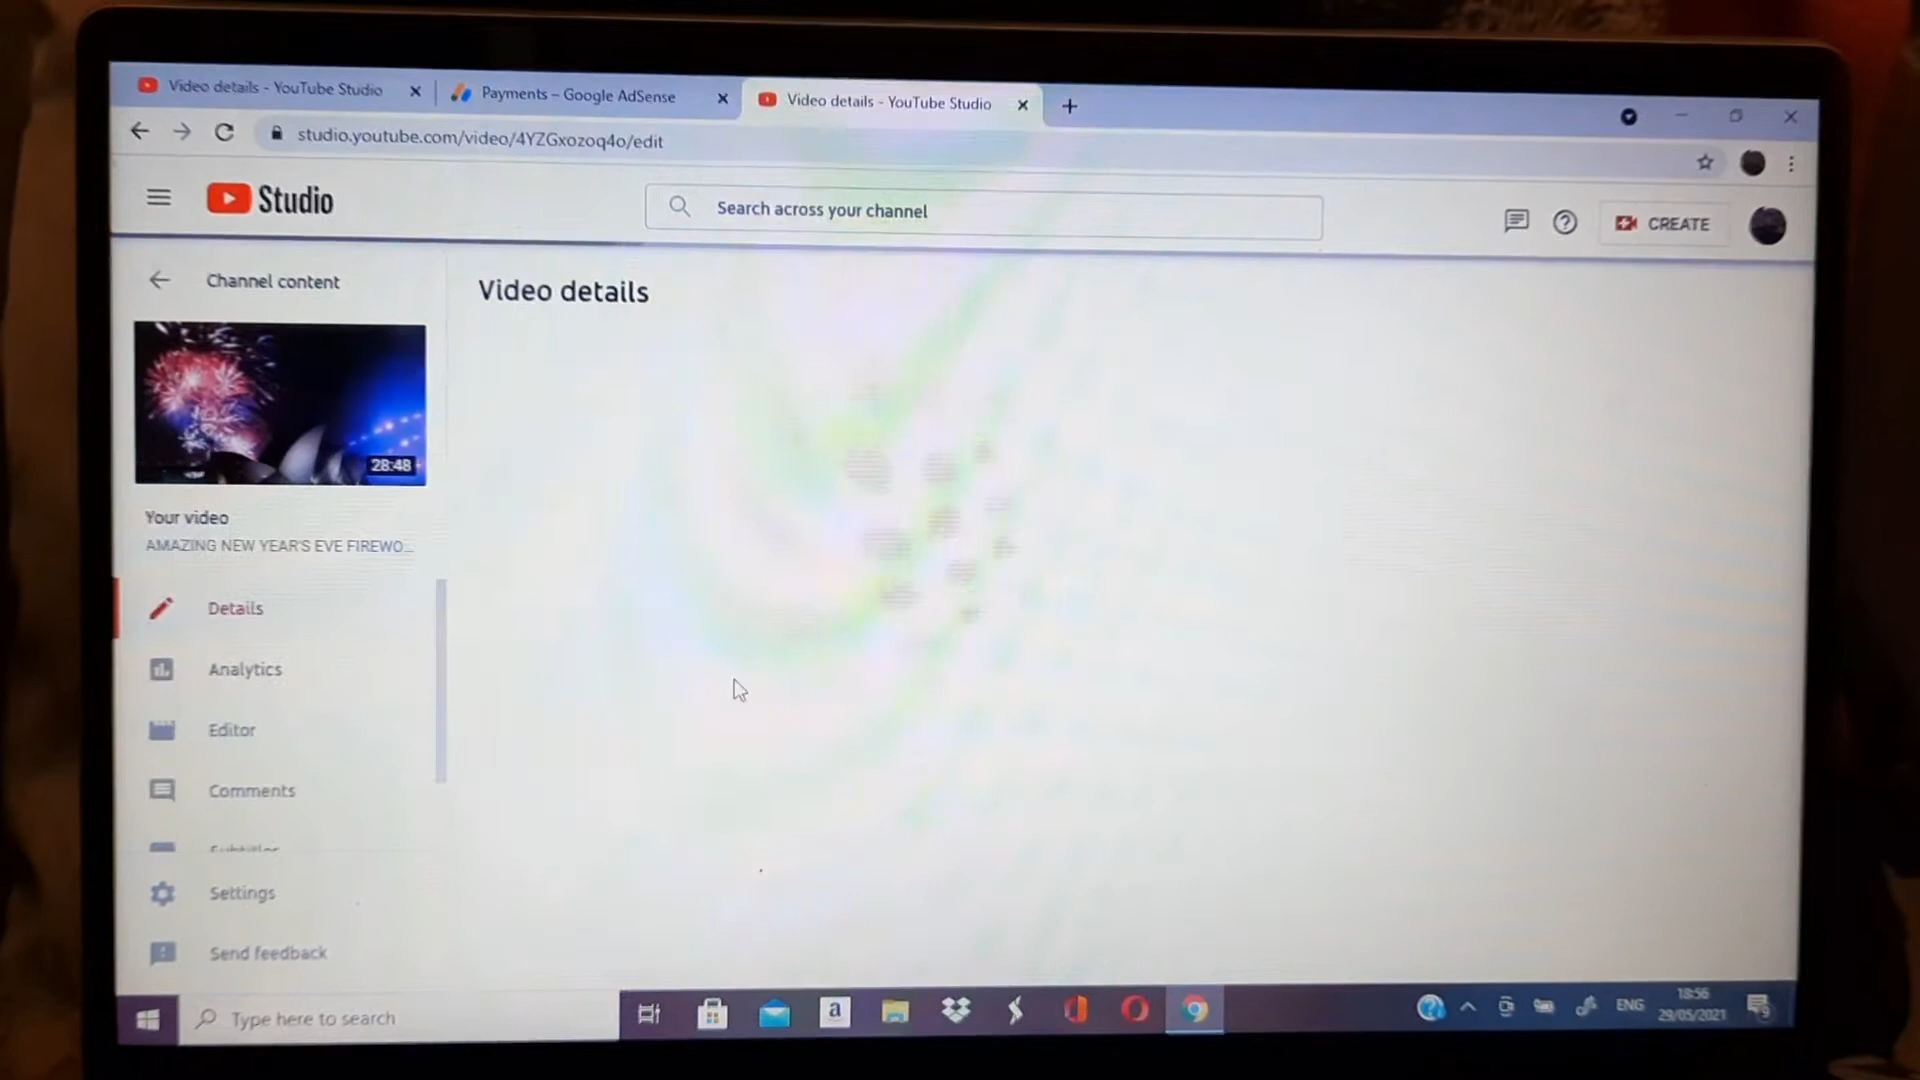 Video details - YouTube Studio
Payments – Google AdSense
Video details - YouTube Studio
studio.youtube.com/video/4YZGxozoq4o/edit
Studio
Search across your channel
CREATE
Channel content
Video details
28:48
Your video
AMAZING NEW YEAR'S EVE FIREWO...
Details
Analytics
Editor
Comments
Subtitles
Settings
Send feedback
Type here to search
a
ENG
18:56
29/05/2021
9